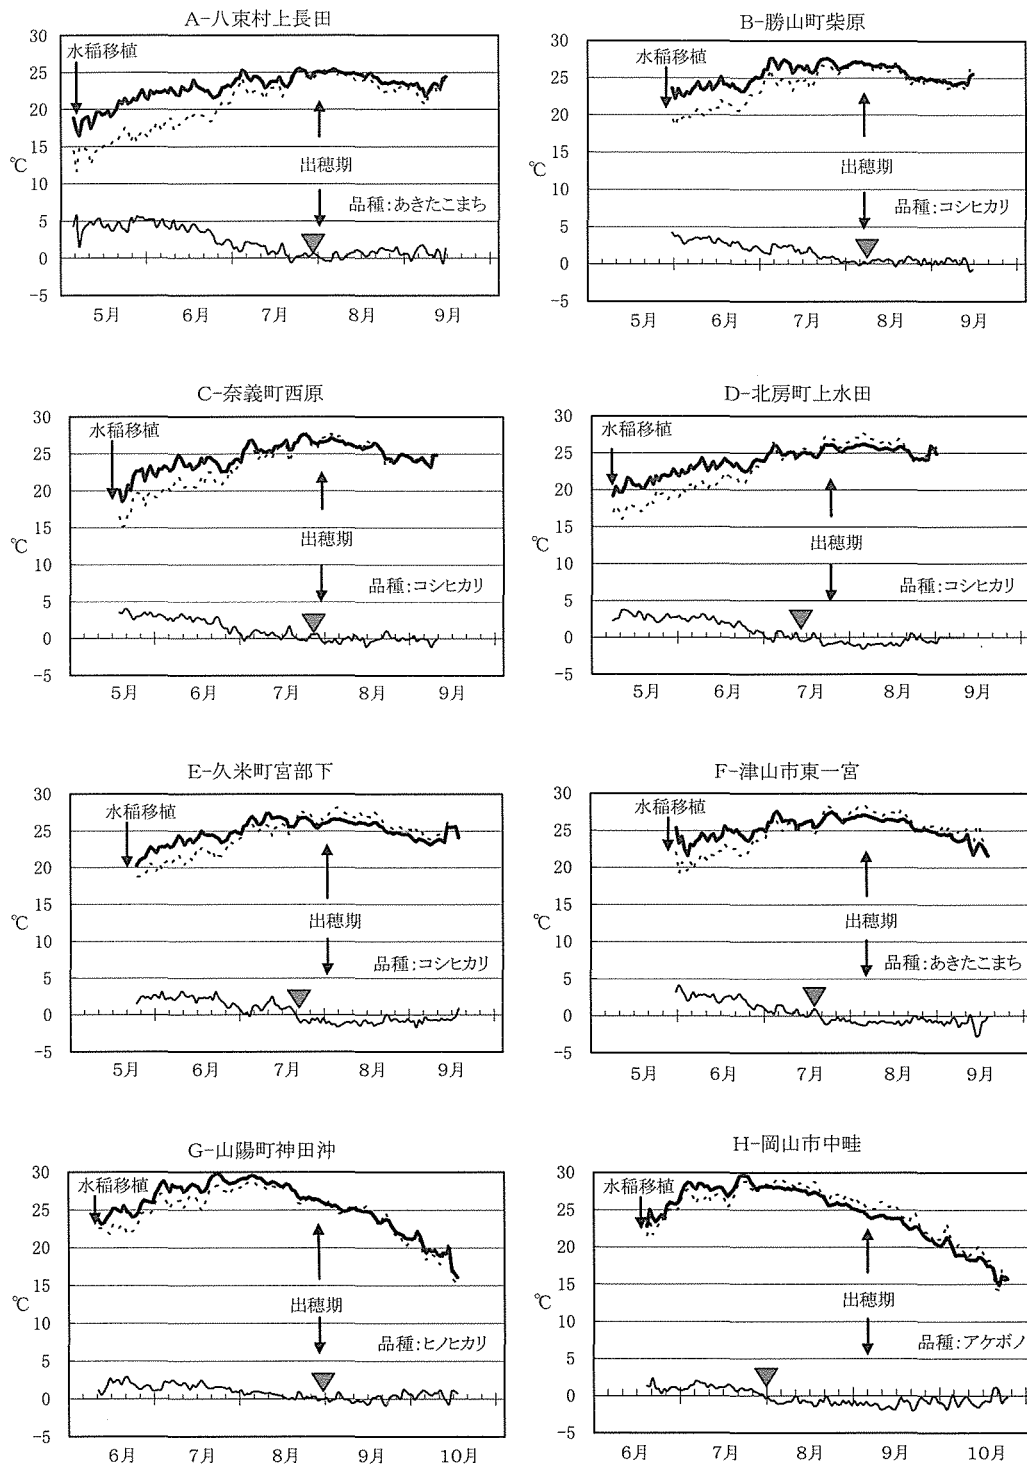 A-八束村上長田
30
25
20
15
10
5
0
-5
℃
水稲移植
出穂期
品種:あきたこまち
5月 6月 7月 8月 9月
B-勝山町柴原
30
25
20
15
10
5
0
-5
℃
水稲移植
出穂期
品種:コシヒカリ
5月 6月 7月 8月 9月
C-奈義町西原
30
25
20
15
10
5
0
-5
℃
水稲移植
出穂期
品種:コシヒカリ
5月 6月 7月 8月 9月
D-北房町上水田
30
25
20
15
10
5
0
-5
℃
水稲移植
出穂期
品種:コシヒカリ
5月 6月 7月 8月 9月
E-久米町宮部下
30
25
20
15
10
5
0
-5
℃
水稲移植
出穂期
品種:コシヒカリ
5月 6月 7月 8月 9月
F-津山市東一宮
30
25
20
15
10
5
0
-5
℃
水稲移植
出穂期
品種:あきたこまち
5月 6月 7月 8月 9月
G-山陽町神田沖
30
25
20
15
10
5
0
-5
℃
水稲移植
出穂期
品種:ヒノヒカリ
6月 7月 8月 9月 10月
H-岡山市中畦
30
25
20
15
10
5
0
-5
℃
水稲移植
出穂期
品種:アケボノ
6月 7月 8月 9月 10月